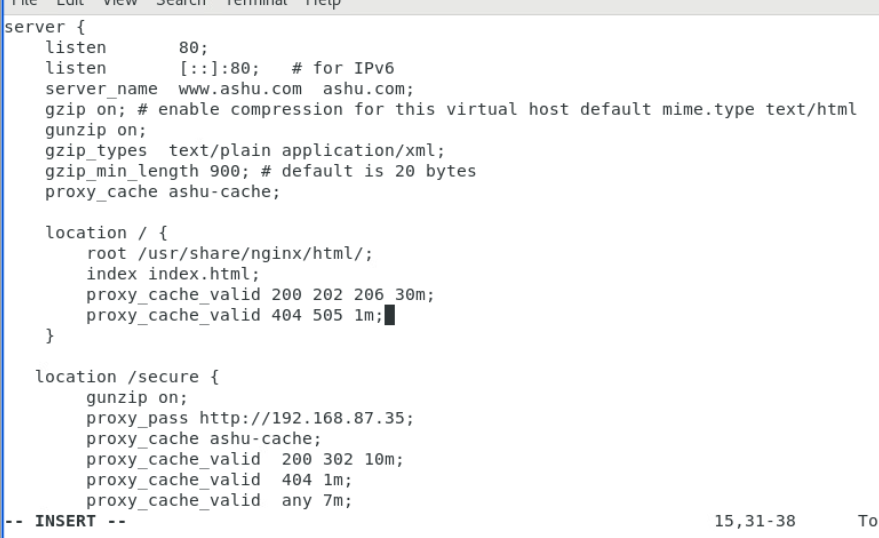 File Edit View Search Terminal Help
server {
    listen       80;
    listen       [::]:80;   # for IPv6
    server_name  www.ashu.com  ashu.com;
    gzip on; # enable compression for this virtual host default mime.type text/html
    gunzip on;
    gzip_types  text/plain application/xml;
    gzip_min_length 900; # default is 20 bytes
    proxy_cache ashu-cache;
    location / {
        root /usr/share/nginx/html/;
        index index.html;
        proxy_cache_valid 200 202 206 30m;
        proxy_cache_valid 404 505 1m;
    }
   location /secure {
        gunzip on;
        proxy_pass http://192.168.87.35;
        proxy_cache ashu-cache;
        proxy_cache_valid  200 302 10m;
        proxy_cache_valid  404 1m;
        proxy_cache_valid  any 7m;
-- INSERT -- 15,31-38 To